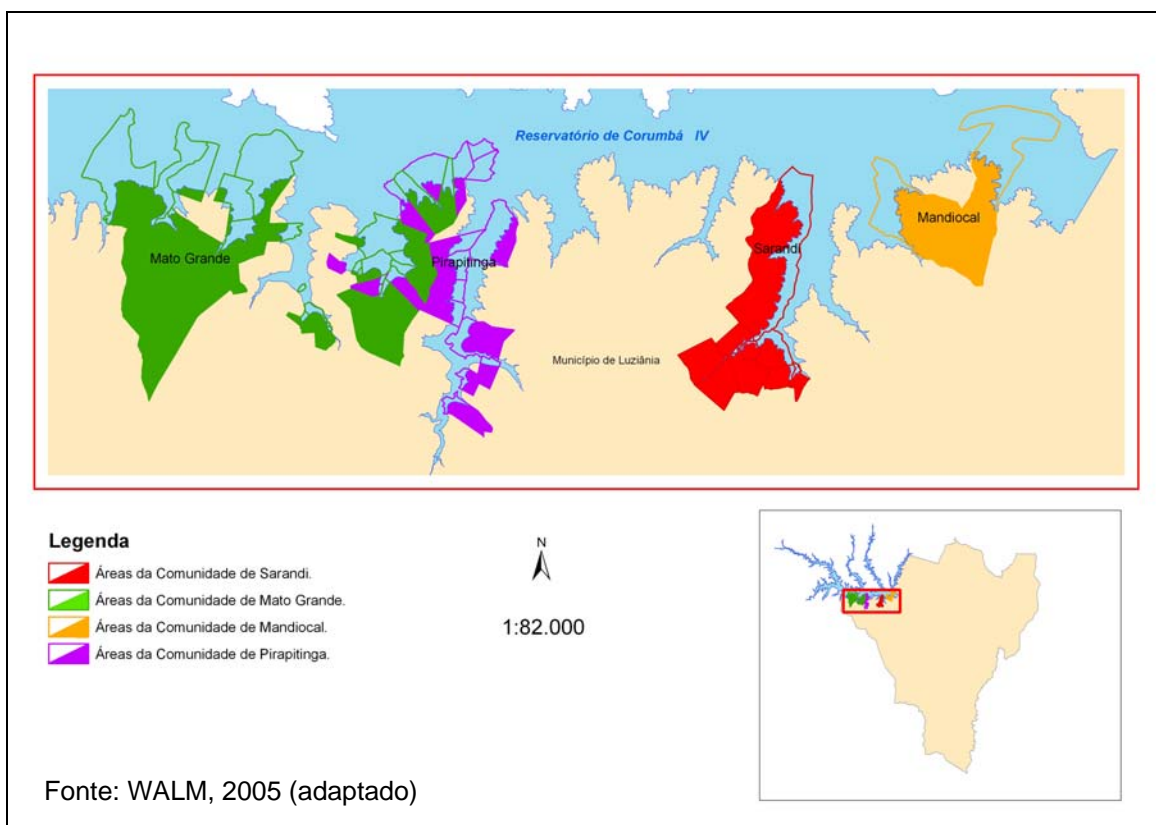 Reservatório de Corumbá IV
Mato Grande
Pirapitinga
Sarandi
Mandiocal
Município de Luziânia
Legenda
Áreas da Comunidade de Sarandi.
Áreas da Comunidade de Mato Grande.
Áreas da Comunidade de Mandiocal.
Áreas da Comunidade de Pirapitinga.
N
1:82.000
Fonte: WALM, 2005 (adaptado)